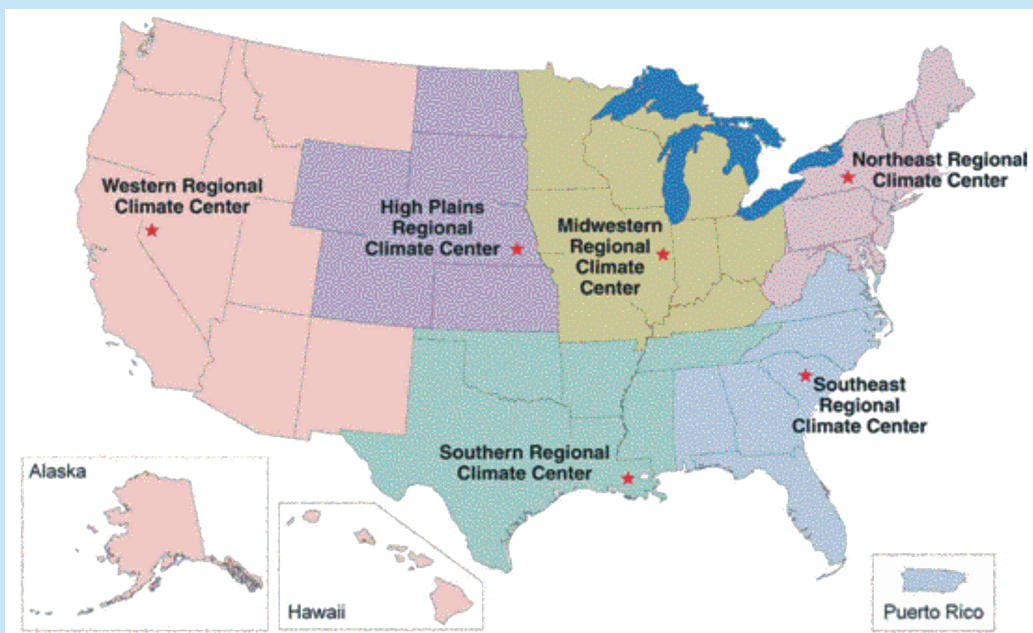 Western Regional
Climate Center
High Plains
Regional
Climate Center
Midwestern
Regional
Climate
Center
Northeast Regional
Climate Center
Southeast
Regional
Climate Center
Southern Regional
Climate Center
Alaska
Hawaii
Puerto Rico